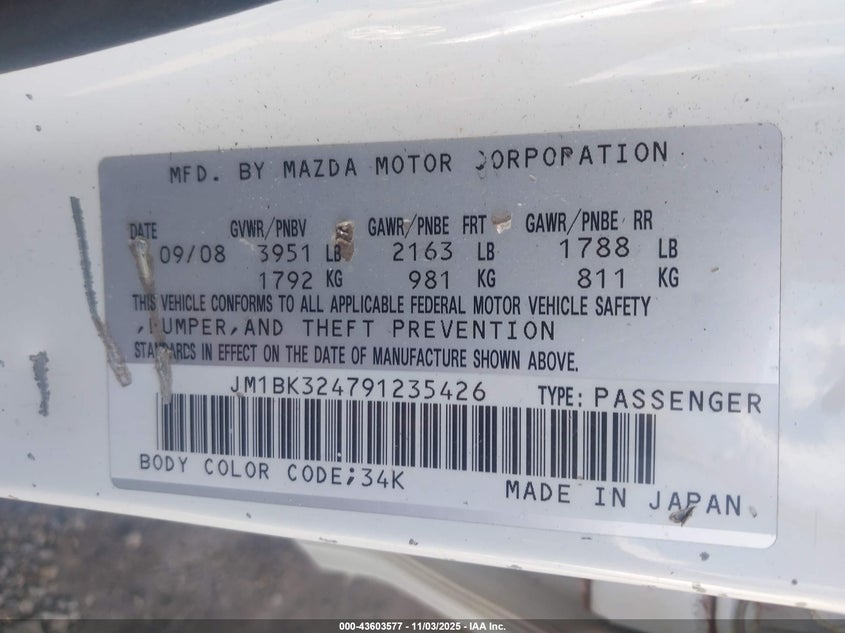 MFD. BY MAZDA MOTOR CORPORATION
DATE GVWR/PNBV GAWR/PNBE FRT GAWR/PNBE RR
09/08 3951 LB 2163 LB 1788 LB
1792 KG 981 KG 811 KG
THIS VEHICLE CONFORMS TO ALL APPLICABLE FEDERAL MOTOR VEHICLE SAFETY
,BUMPER,AND THEFT PREVENTION
STANDARDS IN EFFECT ON THE DATE OF MANUFACTURE SHOWN ABOVE.
JM1BK324791235426 TYPE: PASSENGER
BODY COLOR CODE;34K
MADE IN JAPAN
000-43603577 - 11/03/2025 - IAA Inc.